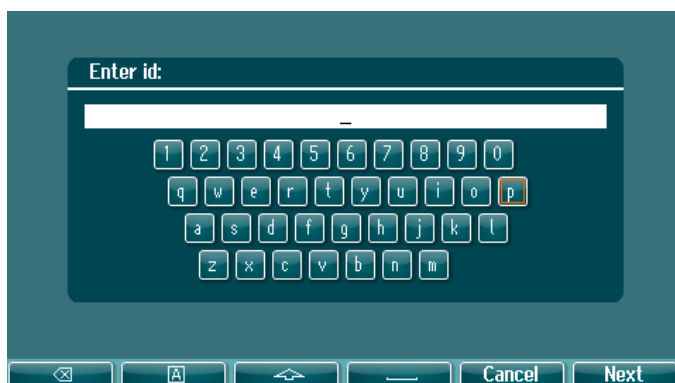 Enter id:
_
1 2 3 4 5 6 7 8 9 0
q w e r t y u i o p
a s d f g h j k l
z x c v b n m
A Cancel Next